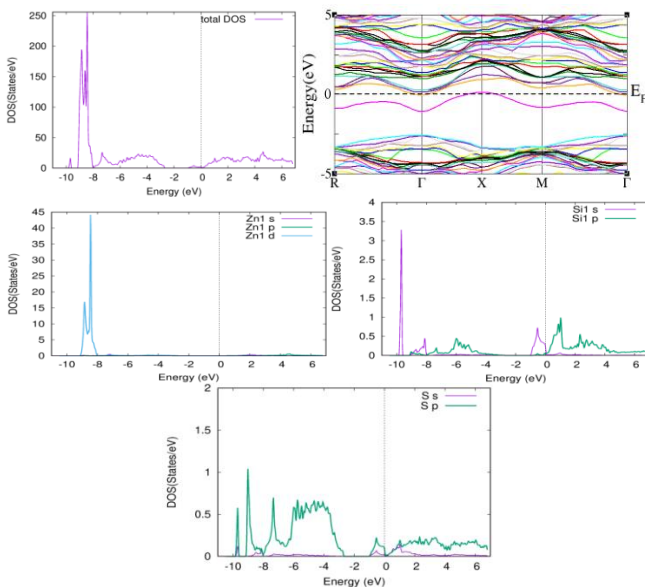 total DOS
DOS(States/eV)
250
200
150
100
50
0
-10 -8 -6 -4 -2 0 2 4 6
Energy (eV)
Energy(eV)
5
0
-5
E_F
R Γ X M Γ
Zn1 s
Zn1 p
Zn1 d
DOS(States/eV)
45
40
35
30
25
20
15
10
5
0
-10 -8 -6 -4 -2 0 2 4 6
Energy (eV)
Si1 s
Si1 p
DOS(States/eV)
4
3.5
3
2.5
2
1.5
1
0.5
0
-10 -8 -6 -4 -2 0 2 4 6
Energy (eV)
S s
S p
DOS(States/eV)
2
1.5
1
0.5
0
-10 -8 -6 -4 -2 0 2 4 6
Energy (eV)